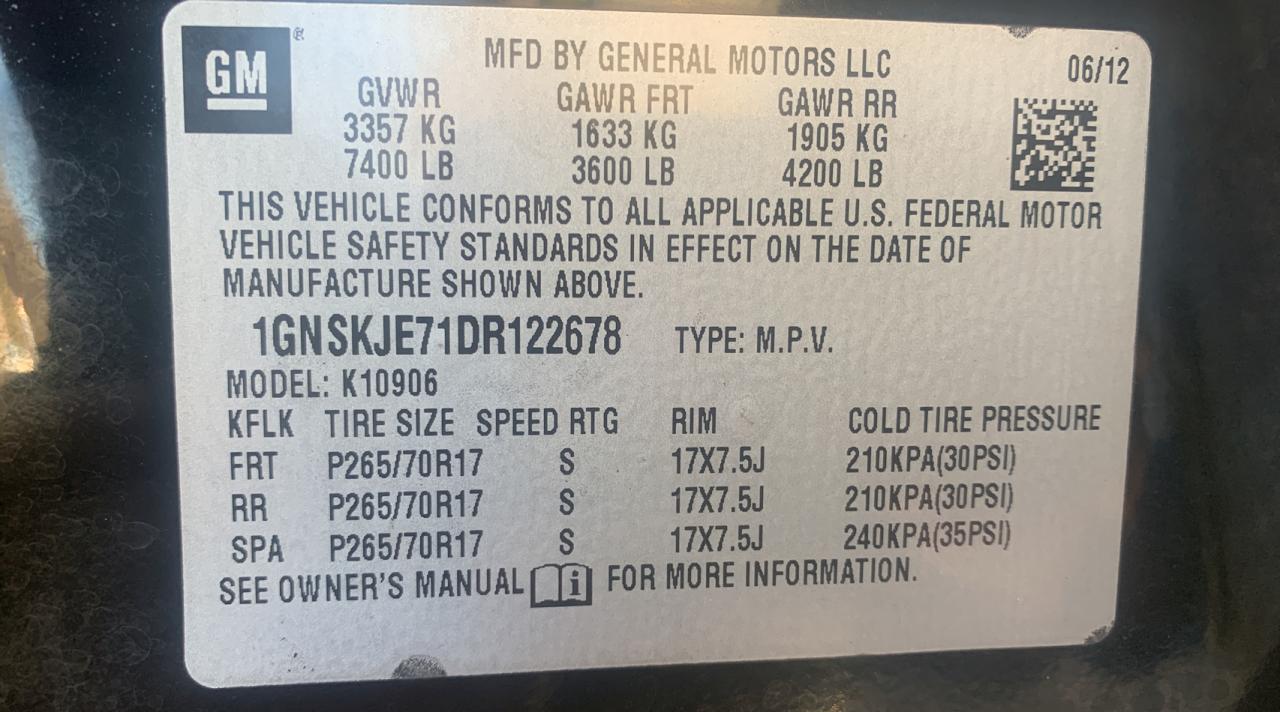 GM ®
MFD BY GENERAL MOTORS LLC 06/12
GVWR GAWR FRT GAWR RR
3357 KG 1633 KG 1905 KG
7400 LB 3600 LB 4200 LB
THIS VEHICLE CONFORMS TO ALL APPLICABLE U.S. FEDERAL MOTOR
VEHICLE SAFETY STANDARDS IN EFFECT ON THE DATE OF
MANUFACTURE SHOWN ABOVE.
1GNSKJE71DR122678 TYPE: M.P.V.
MODEL: K10906
KFLK TIRE SIZE SPEED RTG RIM COLD TIRE PRESSURE
FRT P265/70R17 S 17X7.5J 210KPA(30PSI)
RR P265/70R17 S 17X7.5J 210KPA(30PSI)
SPA P265/70R17 S 17X7.5J 240KPA(35PSI)
SEE OWNER'S MANUAL i FOR MORE INFORMATION.